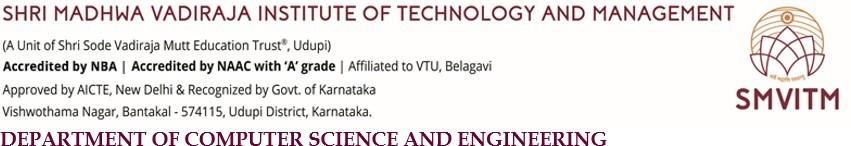 SHRI MADHWA VADIRAJA INSTITUTE OF TECHNOLOGY AND MANAGEMENT
(A Unit of Shri Sode Vadiraja Mutt Education Trust®, Udupi)
Accredited by NBA | Accredited by NAAC with ‘A’ grade | Affiliated to VTU, Belagavi
Approved by AICTE, New Delhi & Recognized by Govt. of Karnataka
Vishwothama Nagar, Bantakal - 574115, Udupi District, Karnataka.
SMVITM
DEPARTMENT OF COMPUTER SCIENCE AND ENGINEERING